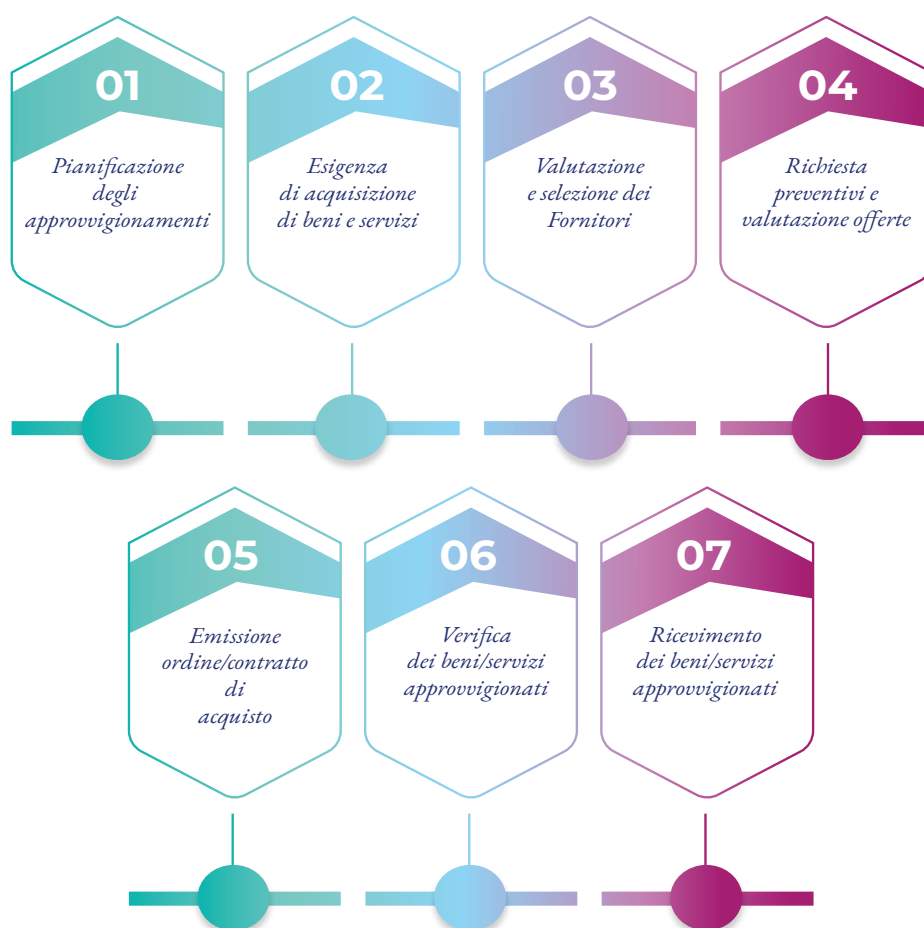 01
Pianificazione
degli
approvvigionamenti
02
Esigenza
di acquisizione
di beni e servizi
03
Valutazione
e selezione dei
Fornitori
04
Richiesta
preventivi e
valutazione offerte
05
Emissione
ordine/contratto
di
acquisto
06
Verifica
dei beni/servizi
approvvigionati
07
Ricevimento
dei beni/servizi
approvvigionati